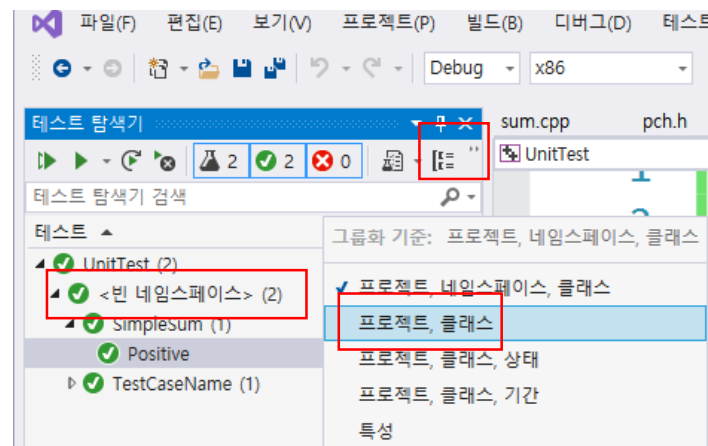 파일(F) 편집(E) 보기(V) 프로젝트(P) 빌드(B) 디버그(D) 테스트
Debug x86
테스트 탐색기
sum.cpp pch.h
2 2 0
UnitTest
1
테스트 탐색기 검색
테스트
그룹화 기준: 프로젝트, 네임스페이스, 클래스
UnitTest (2)
<빈 네임스페이스> (2)
프로젝트, 네임스페이스, 클래스
SimpleSum (1)
프로젝트, 클래스
Positive
프로젝트, 클래스, 상태
TestCaseName (1)
프로젝트, 클래스, 기간
특성